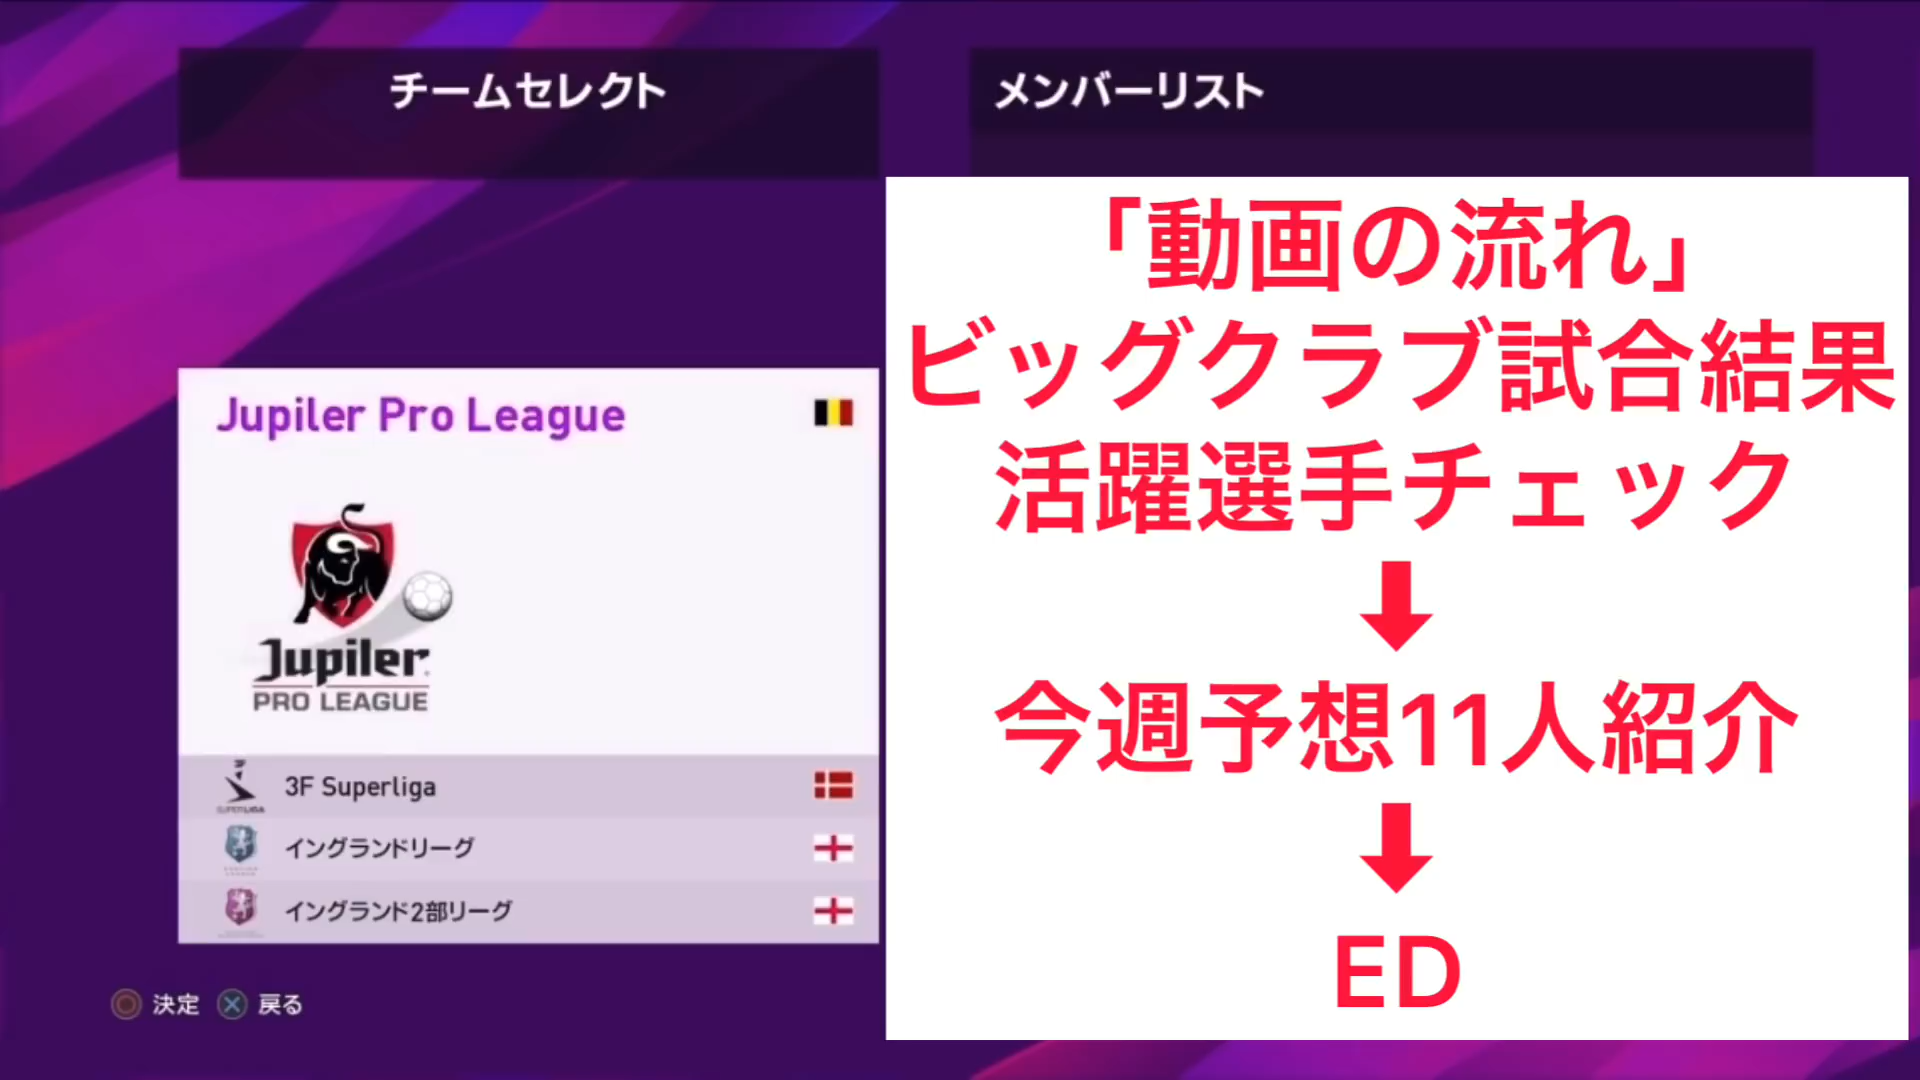 チームセレクト
メンバーリスト
Jupiler Pro League
Jupiler
PRO LEAGUE
SUPERLIGA
3F Superliga
イングランドリーグ
イングランド2部リーグ
決定
戻る
「動画の流れ」
ビッグクラブ試合結果
活躍選手チェック
今週予想11人紹介
ED